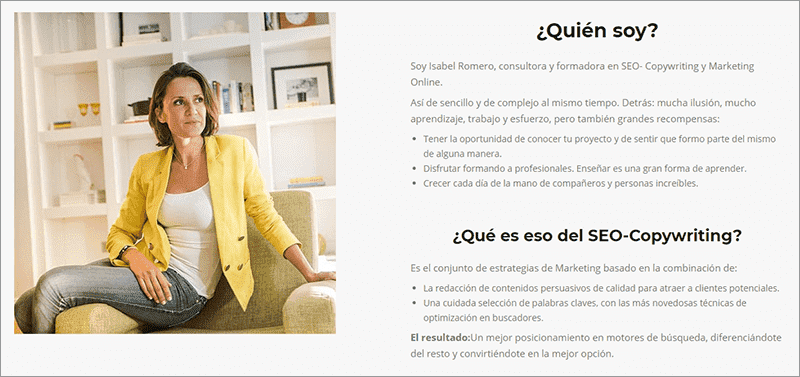 ¿Quién soy?
Soy Isabel Romero, consultora y formadora en SEO- Copywriting y Marketing
Online.
Así de sencillo y de complejo al mismo tiempo. Detrás: mucha ilusión, mucho
aprendizaje, trabajo y esfuerzo, pero también grandes recompensas:
• Tener la oportunidad de conocer tu proyecto y de sentir que formo parte del mismo
de alguna manera.
• Disfrutar formando a profesionales. Enseñar es una gran forma de aprender.
• Crecer cada día de la mano de compañeros y personas increíbles.
¿Qué es eso del SEO-Copywriting?
Es el conjunto de estrategias de Marketing basado en la combinación de:
• La redacción de contenidos persuasivos de calidad para atraer a clientes potenciales.
• Una cuidada selección de palabras claves, con las más novedosas técnicas de
optimización en buscadores.
El resultado:Un mejor posicionamiento en motores de búsqueda, diferenciándote
del resto y convirtiéndote en la mejor opción.